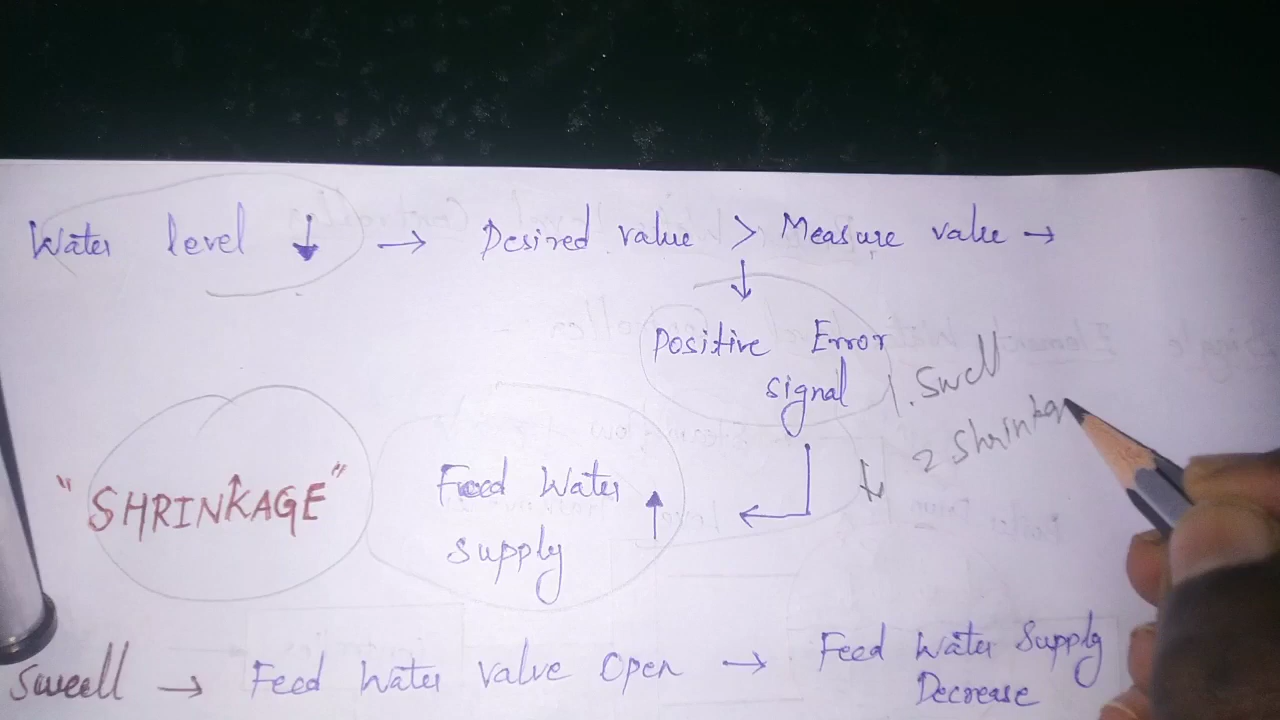 Water level ↓ → Desired value > Measure value →
↓
Positive Error
signal
1. Swell
2 Shrinkag
"SHRINKAGE"
Feed Water ↑
supply
Sweell → Feed Water valve Open → Feed Water Supply
Decrease